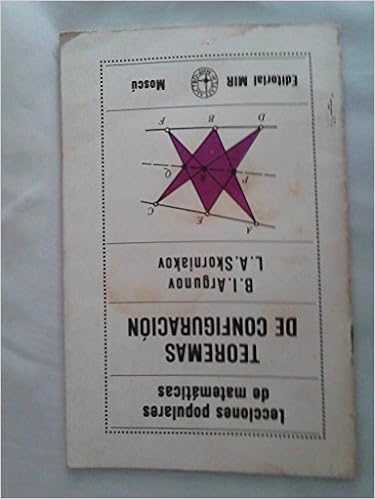 Lecciones populares
de matemáticas
TEOREMAS
DE CONFIGURACIÓN
B.I.Argunov
L.A.Skorniakov
A
E
C
P
R
Q
D
B
F
Editorial MIR
Moscú